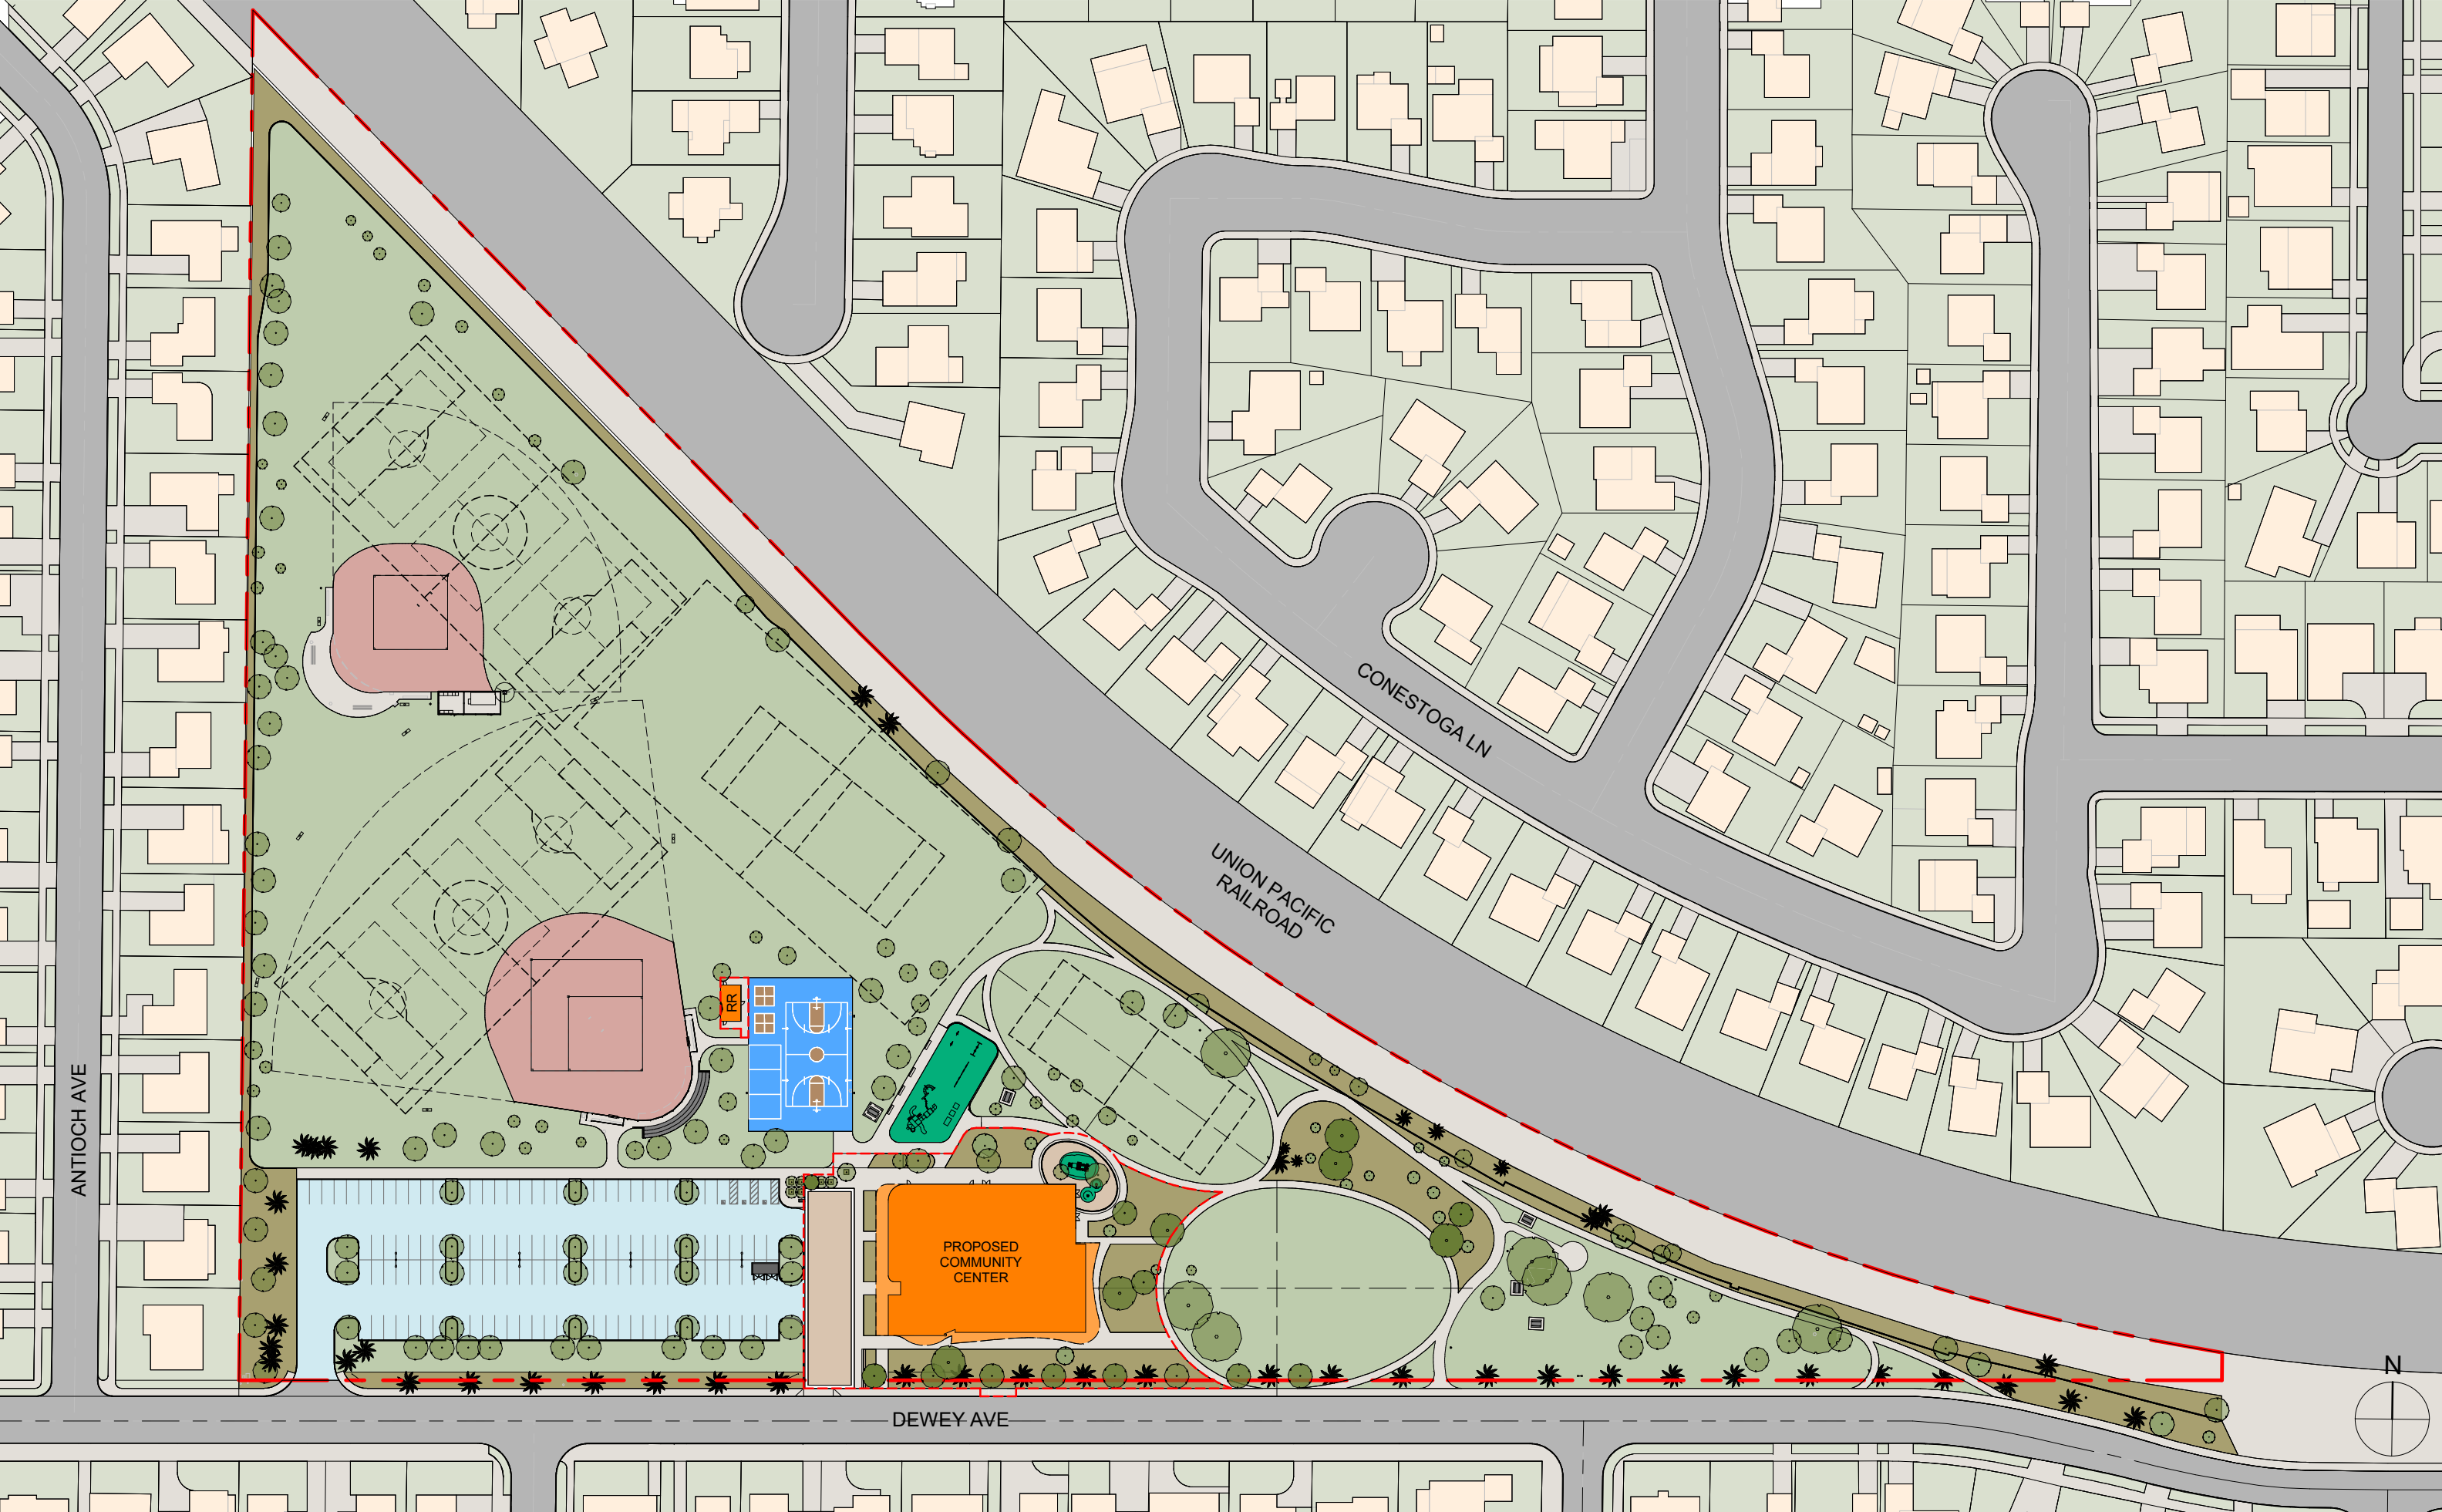 CONESTOGA LN
UNION PACIFIC
RAILROAD
RR
ANTIOCH AVE
PROPOSED
COMMUNITY
CENTER
N
DEWEY AVE